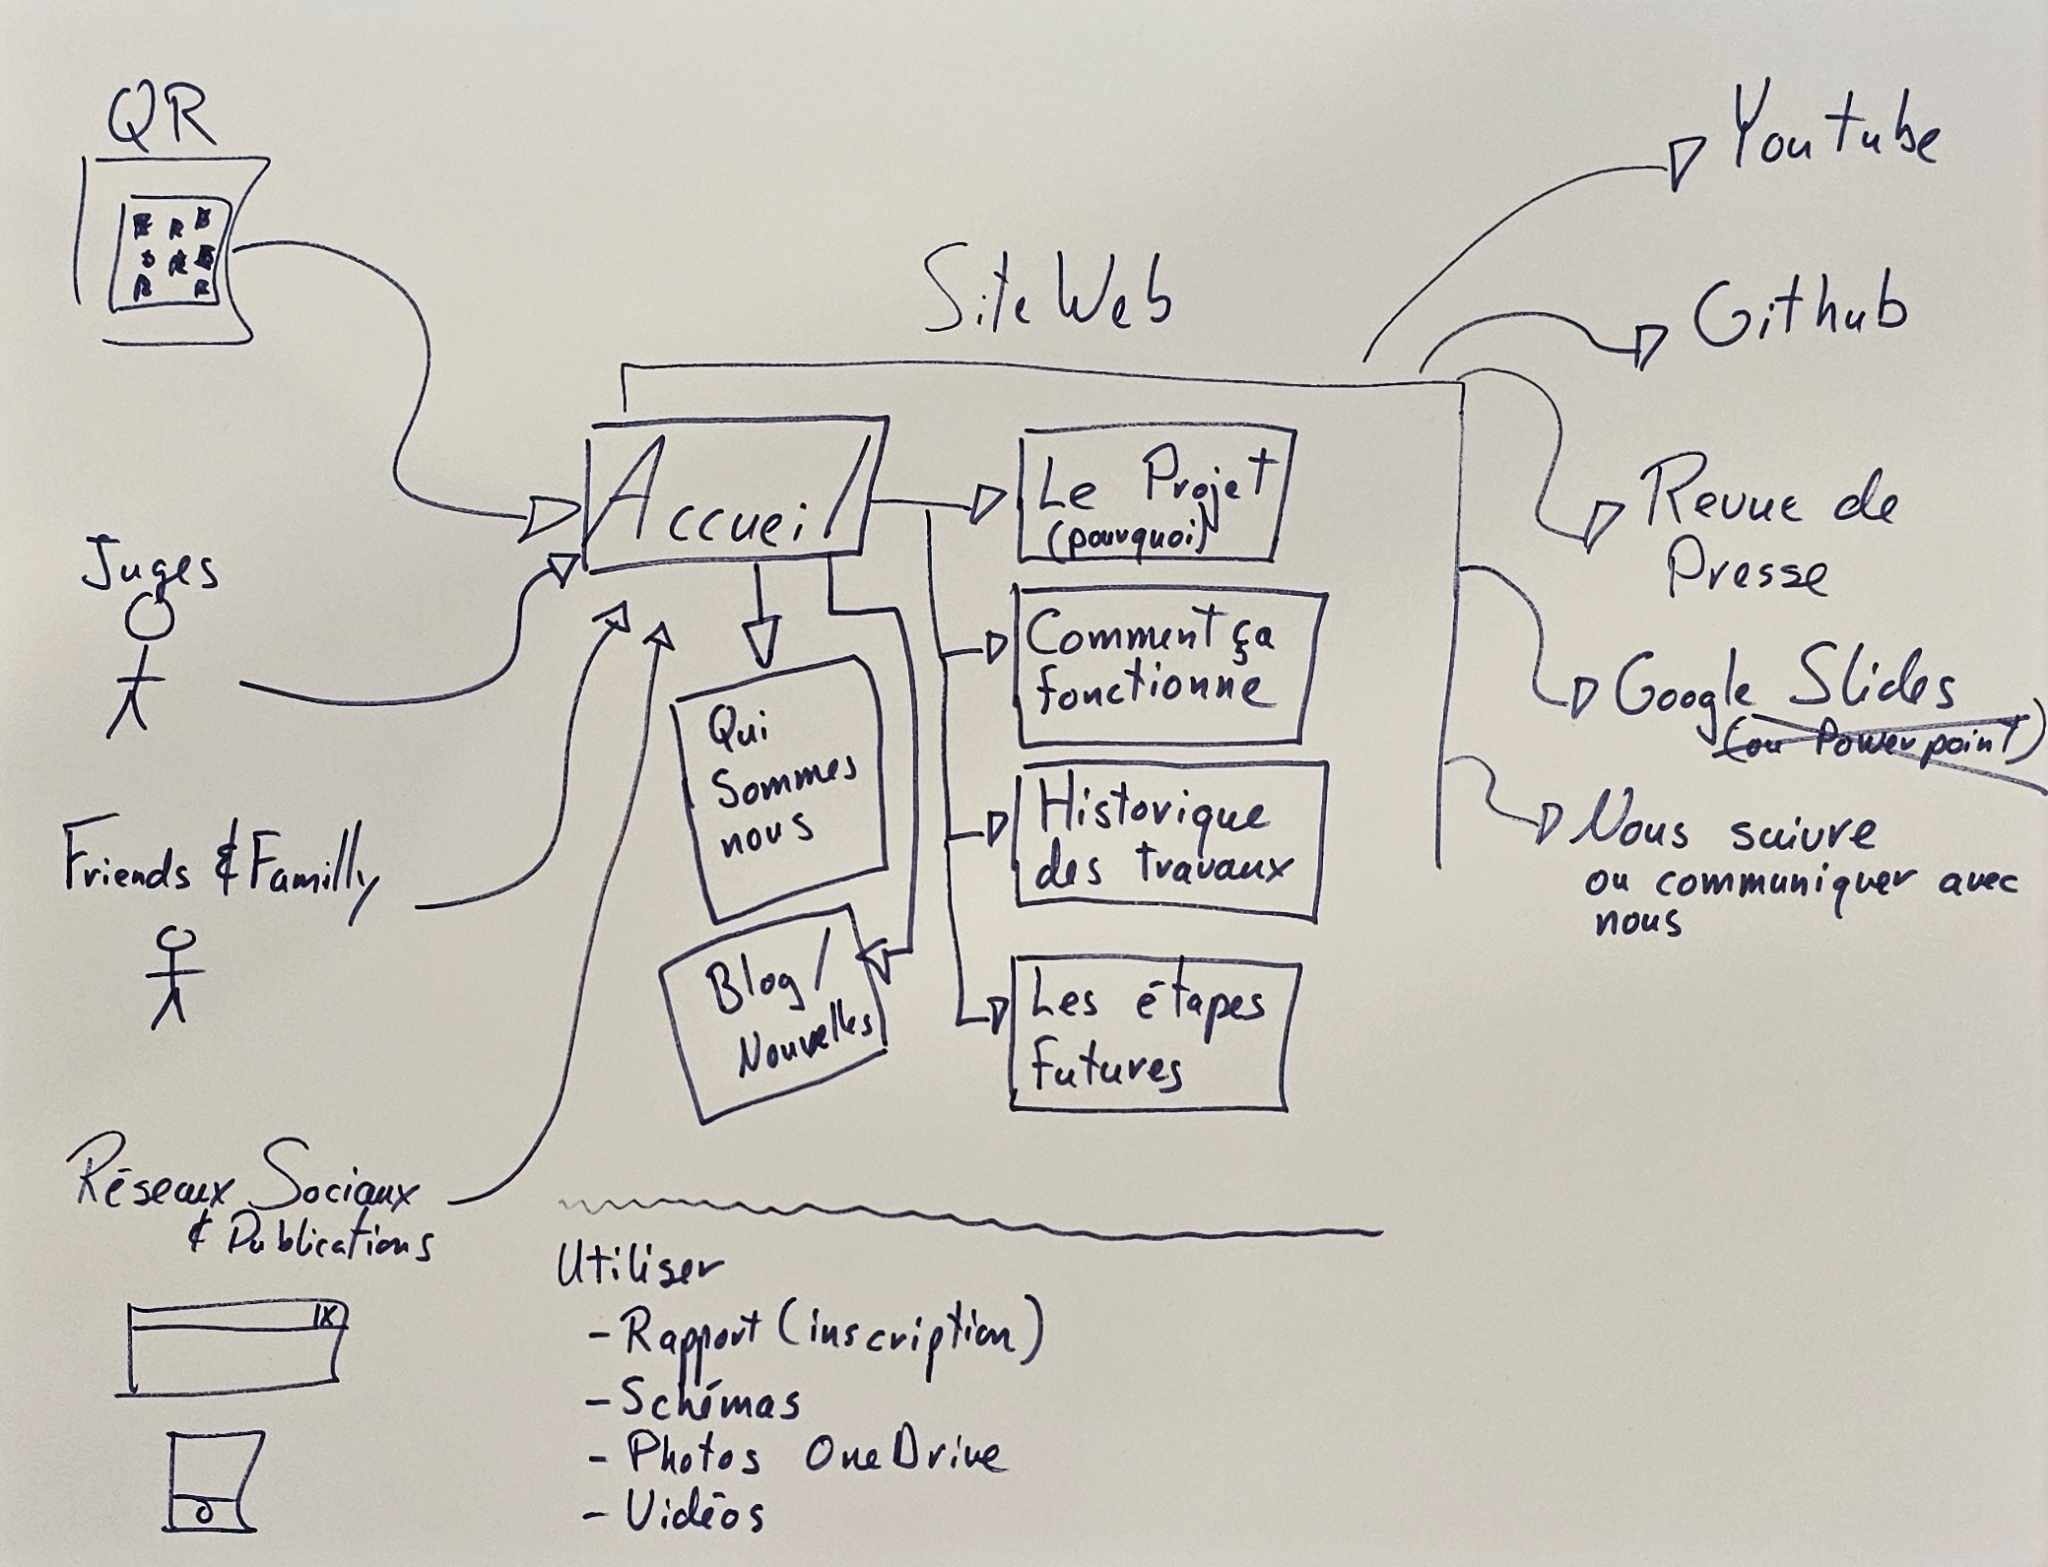 QR
Juges
Friends & Familly
Réseaux Sociaux
& Publications
X
Site Web
Accueil
Qui
Sommes
nous
Blog /
Nouvelles
Le Projet
(pourquoi)
Comment ça
fonctionne
Historique
des travaux
Les étapes
futures
Youtube
Github
Revue de
Presse
Google Slides
(ou Powerpoint)
Nous suivre
ou communiquer avec
nous
Utiliser
- Rapport (inscription)
- Schémas
- Photos OneDrive
- Vidéos